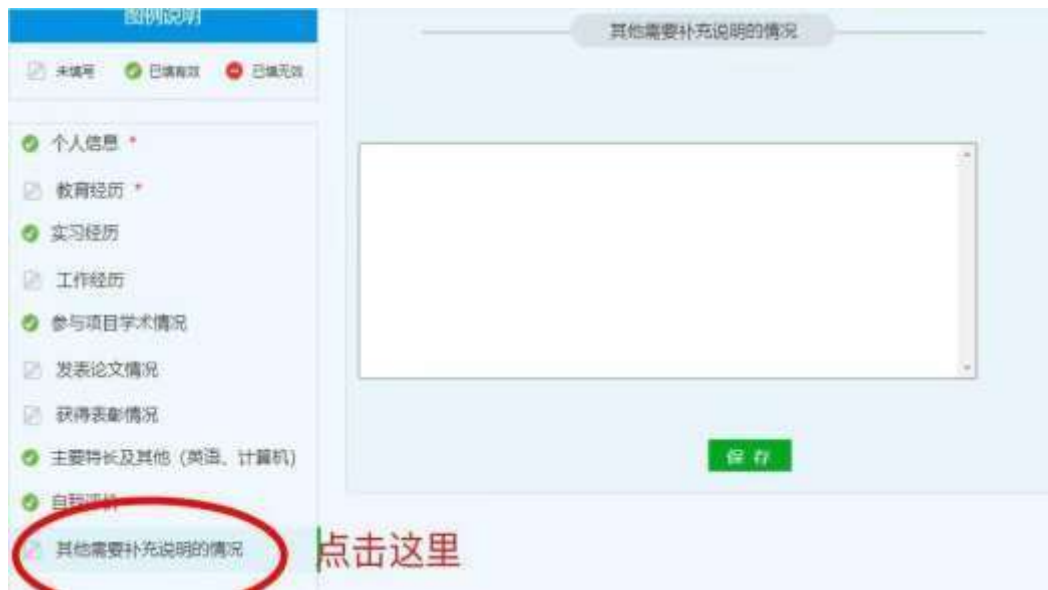 图例说明
未填写 已填有效 已填无效
个人信息 *
教育经历 *
实习经历
工作经历
参与项目学术情况
发表论文情况
获得表彰情况
主要特长及其他（英语、计算机）
自我评价
其他需要补充说明的情况
其他需要补充说明的情况
保 存
点击这里